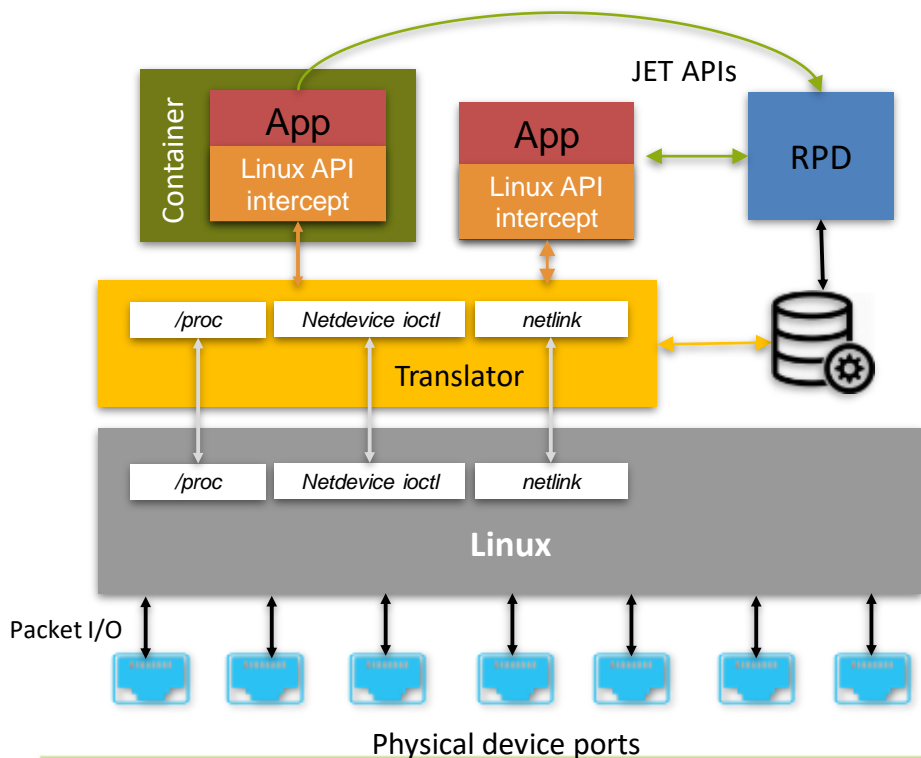 JET APIs
Container
App
Linux API
intercept
App
Linux API
intercept
RPD
/proc
Netdevice ioctl
netlink
Translator
/proc
Netdevice ioctl
netlink
Linux
Packet I/O
Physical device ports